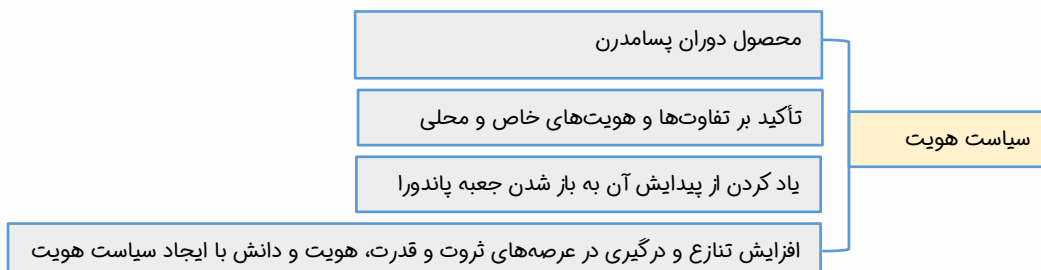 سیاست هویت
محصول دوران پسامدرن
تأکید بر تفاوت‌ها و هویت‌های خاص و محلی
یاد کردن از پیدایش آن به باز شدن جعبه پاندورا
افزایش تنازع و درگیری در عرصه‌های ثروت و قدرت، هویت و دانش با ایجاد سیاست هویت